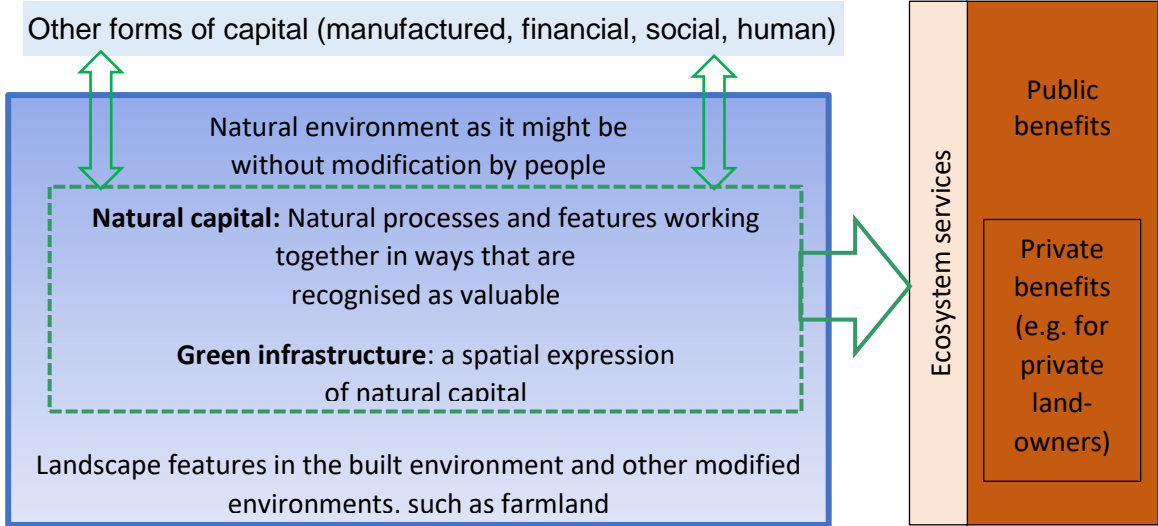 Other forms of capital (manufactured, financial, social, human)
Natural environment as it might be
without modification by people
Natural capital: Natural processes and features working
together in ways that are
recognised as valuable
Green infrastructure: a spatial expression
of natural capital
Landscape features in the built environment and other modified
environments. such as farmland
Ecosystem services
Public
benefits
Private
benefits
(e.g. for
private
land-
owners)